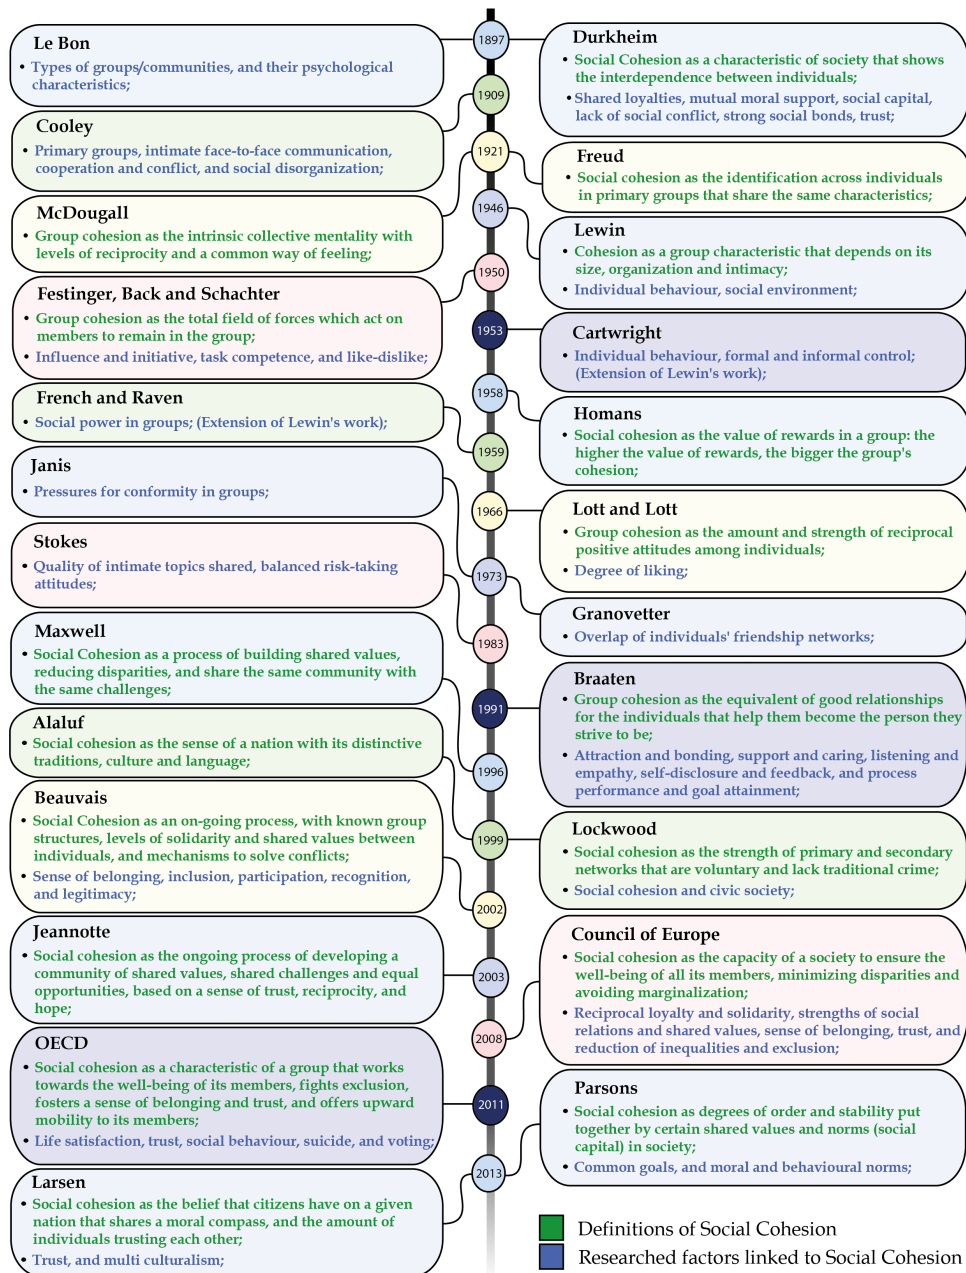 Le Bon
• Types of groups/communities, and their psychological
characteristics;
1897
Durkheim
• Social Cohesion as a characteristic of society that shows
the interdependence between individuals;
• Shared loyalties, mutual moral support, social capital,
lack of social conflict, strong social bonds, trust;
1909
Cooley
• Primary groups, intimate face-to-face communication,
cooperation and conflict, and social disorganization;
1921
Freud
• Social cohesion as the identification across individuals
in primary groups that share the same characteristics;
McDougall
• Group cohesion as the intrinsic collective mentality with
levels of reciprocity and a common way of feeling;
1946
Lewin
• Cohesion as a group characteristic that depends on its
size, organization and intimacy;
• Individual behaviour, social environment;
1950
Festinger, Back and Schachter
• Group cohesion as the total field of forces which act on
members to remain in the group;
• Influence and initiative, task competence, and like-dislike;
1953
Cartwright
• Individual behaviour, formal and informal control;
(Extension of Lewin's work);
1958
Homans
• Social cohesion as the value of rewards in a group: the
higher the value of rewards, the bigger the group's
cohesion;
French and Raven
• Social power in groups; (Extension of Lewin's work);
1959
Janis
• Pressures for conformity in groups;
1966
Lott and Lott
• Group cohesion as the amount and strength of reciprocal
positive attitudes among individuals;
• Degree of liking;
Stokes
• Quality of intimate topics shared, balanced risk-taking
attitudes;
1973
Granovetter
• Overlap of individuals' friendship networks;
1983
Maxwell
• Social Cohesion as a process of building shared values,
reducing disparities, and share the same community with
the same challenges;
1991
Braaten
• Group cohesion as the equivalent of good relationships
for the individuals that help them become the person they
strive to be;
• Attraction and bonding, support and caring, listening and
empathy, self-disclosure and feedback, and process
performance and goal attainment;
Alaluf
• Social cohesion as the sense of a nation with its distinctive
traditions, culture and language;
1996
Beauvais
• Social Cohesion as an on-going process, with known group
structures, levels of solidarity and shared values between
individuals, and mechanisms to solve conflicts;
• Sense of belonging, inclusion, participation, recognition,
and legitimacy;
1999
Lockwood
• Social cohesion as the strength of primary and secondary
networks that are voluntary and lack traditional crime;
• Social cohesion and civic society;
2002
Jeannotte
• Social cohesion as the ongoing process of developing a
community of shared values, shared challenges and equal
opportunities, based on a sense of trust, reciprocity, and
hope;
2003
Council of Europe
• Social cohesion as the capacity of a society to ensure the
well-being of all its members, minimizing disparities and
avoiding marginalization;
• Reciprocal loyalty and solidarity, strengths of social
relations and shared values, sense of belonging, trust, and
reduction of inequalities and exclusion;
2008
OECD
• Social cohesion as a characteristic of a group that works
towards the well-being of its members, fights exclusion,
fosters a sense of belonging and trust, and offers upward
mobility to its members;
• Life satisfaction, trust, social behaviour, suicide, and voting;
2011
Parsons
• Social cohesion as degrees of order and stability put
together by certain shared values and norms (social
capital) in society;
• Common goals, and moral and behavioural norms;
2013
Larsen
• Social cohesion as the belief that citizens have on a given
nation that shares a moral compass, and the amount of
individuals trusting each other;
• Trust, and multi culturalism;
Definitions of Social Cohesion
Researched factors linked to Social Cohesion